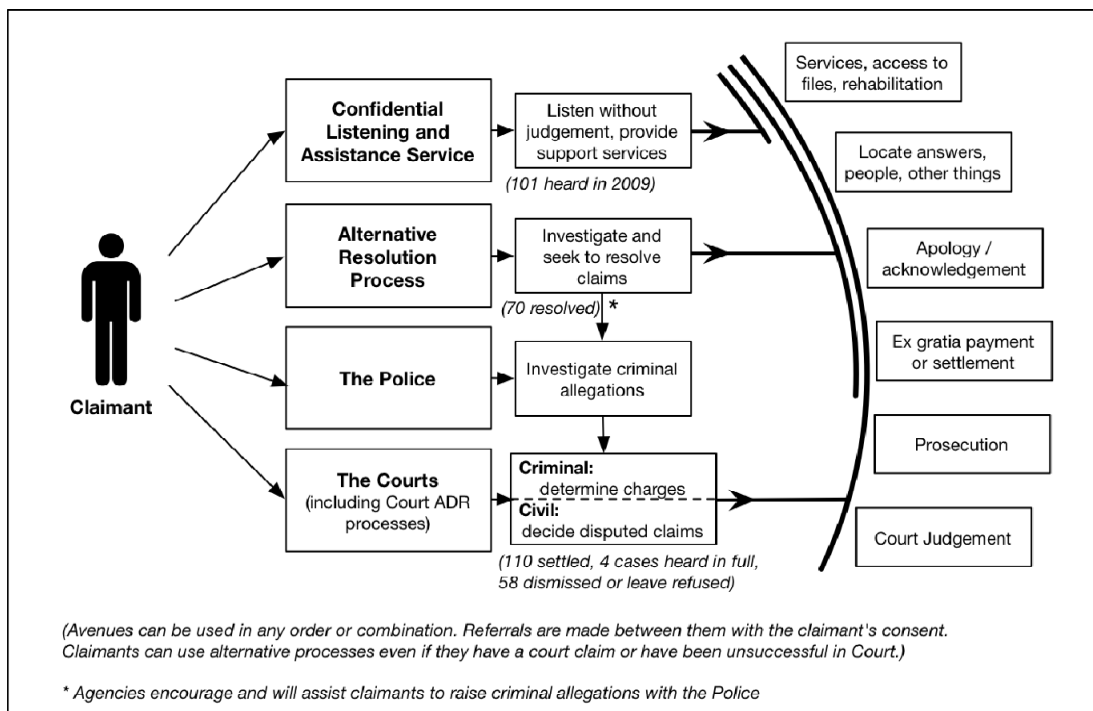 Claimant
Confidential
Listening and
Assistance Service
Listen without
judgement, provide
support services
(101 heard in 2009)
Alternative
Resolution
Process
Investigate and
seek to resolve
claims
(70 resolved) *
The Police
Investigate criminal
allegations
The Courts
(including Court ADR
processes)
Criminal:
determine charges
Civil:
decide disputed claims
(110 settled, 4 cases heard in full,
58 dismissed or leave refused)
Services, access to
files, rehabilitation
Locate answers,
people, other things
Apology /
acknowledgement
Ex gratia payment
or settlement
Prosecution
Court Judgement
(Avenues can be used in any order or combination. Referrals are made between them with the claimant's consent.
Claimants can use alternative processes even if they have a court claim or have been unsuccessful in Court.)
* Agencies encourage and will assist claimants to raise criminal allegations with the Police